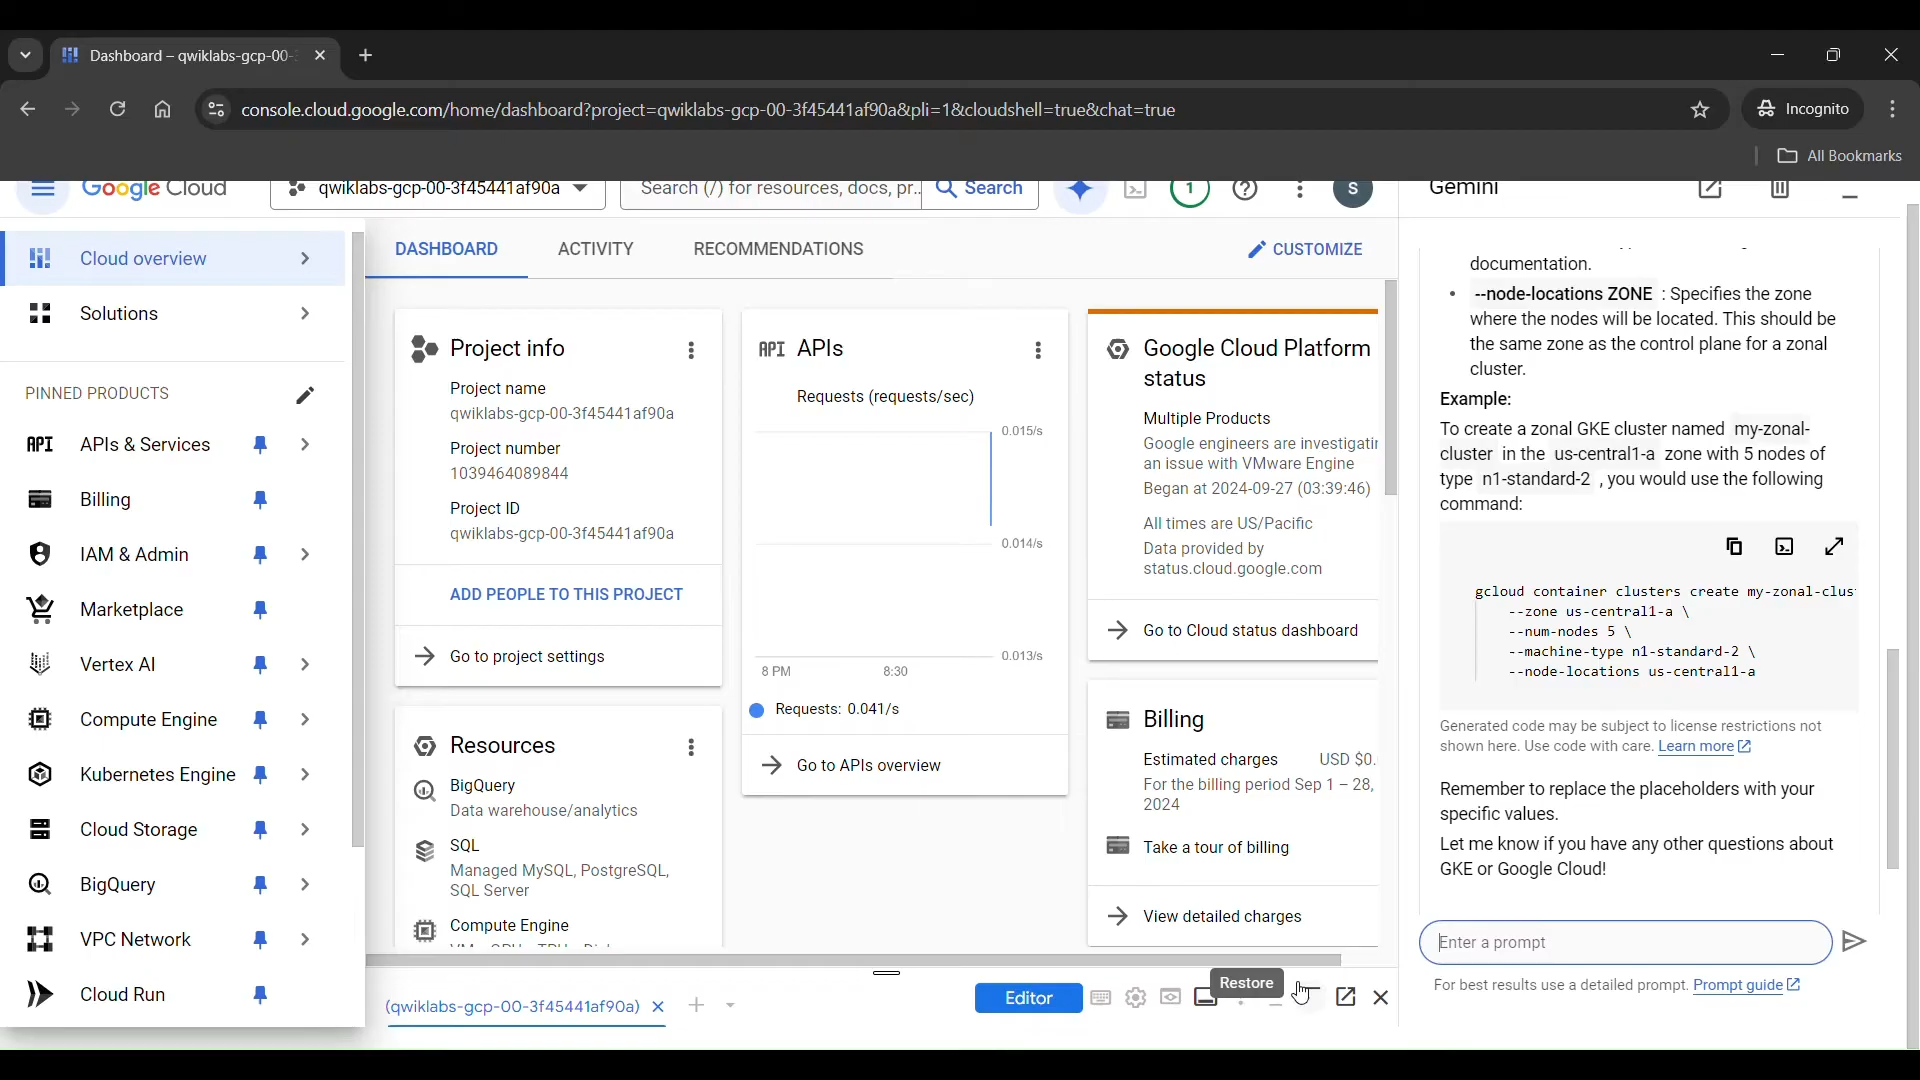 Dashboard – qwiklabs-gcp-00-
console.cloud.google.com/home/dashboard?project=qwiklabs-gcp-00-3f45441af90a&pli=1&cloudshell=true&chat=true
Incognito
All Bookmarks
Google Cloud
qwiklabs-gcp-00-3f45441af90a
Search (/) for resources, docs, pr...
Search
1
S
Gemini
Cloud overview
Solutions
PINNED PRODUCTS
API APIs & Services
Billing
IAM & Admin
Marketplace
Vertex AI
Compute Engine
Kubernetes Engine
Cloud Storage
BigQuery
VPC Network
Cloud Run
DASHBOARD
ACTIVITY
RECOMMENDATIONS
CUSTOMIZE
Project info
Project name
qwiklabs-gcp-00-3f45441af90a
Project number
1039464089844
Project ID
qwiklabs-gcp-00-3f45441af90a
ADD PEOPLE TO THIS PROJECT
Go to project settings
Resources
BigQuery
Data warehouse/analytics
SQL
Managed MySQL, PostgreSQL,
SQL Server
Compute Engine
API APIs
Requests (requests/sec)
0.015/s
0.014/s
0.013/s
8 PM
8:30
Requests: 0.041/s
Go to APIs overview
Google Cloud Platform
status
Multiple Products
Google engineers are investigatin
an issue with VMware Engine
Began at 2024-09-27 (03:39:46)
All times are US/Pacific
Data provided by
status.cloud.google.com
Go to Cloud status dashboard
Billing
Estimated charges USD $0.
For the billing period Sep 1 – 28,
2024
Take a tour of billing
View detailed charges
(qwiklabs-gcp-00-3f45441af90a)
Editor
Restore
documentation.
• --node-locations ZONE : Specifies the zone
where the nodes will be located. This should be
the same zone as the control plane for a zonal
cluster.
Example:
To create a zonal GKE cluster named my-zonal-
cluster in the us-central1-a zone with 5 nodes of
type n1-standard-2 , you would use the following
command:
gcloud container clusters create my-zonal-clus
--zone us-central1-a \
--num-nodes 5 \
--machine-type n1-standard-2 \
--node-locations us-central1-a
Generated code may be subject to license restrictions not
shown here. Use code with care. Learn more
Remember to replace the placeholders with your
specific values.
Let me know if you have any other questions about
GKE or Google Cloud!
Enter a prompt
For best results use a detailed prompt. Prompt guide